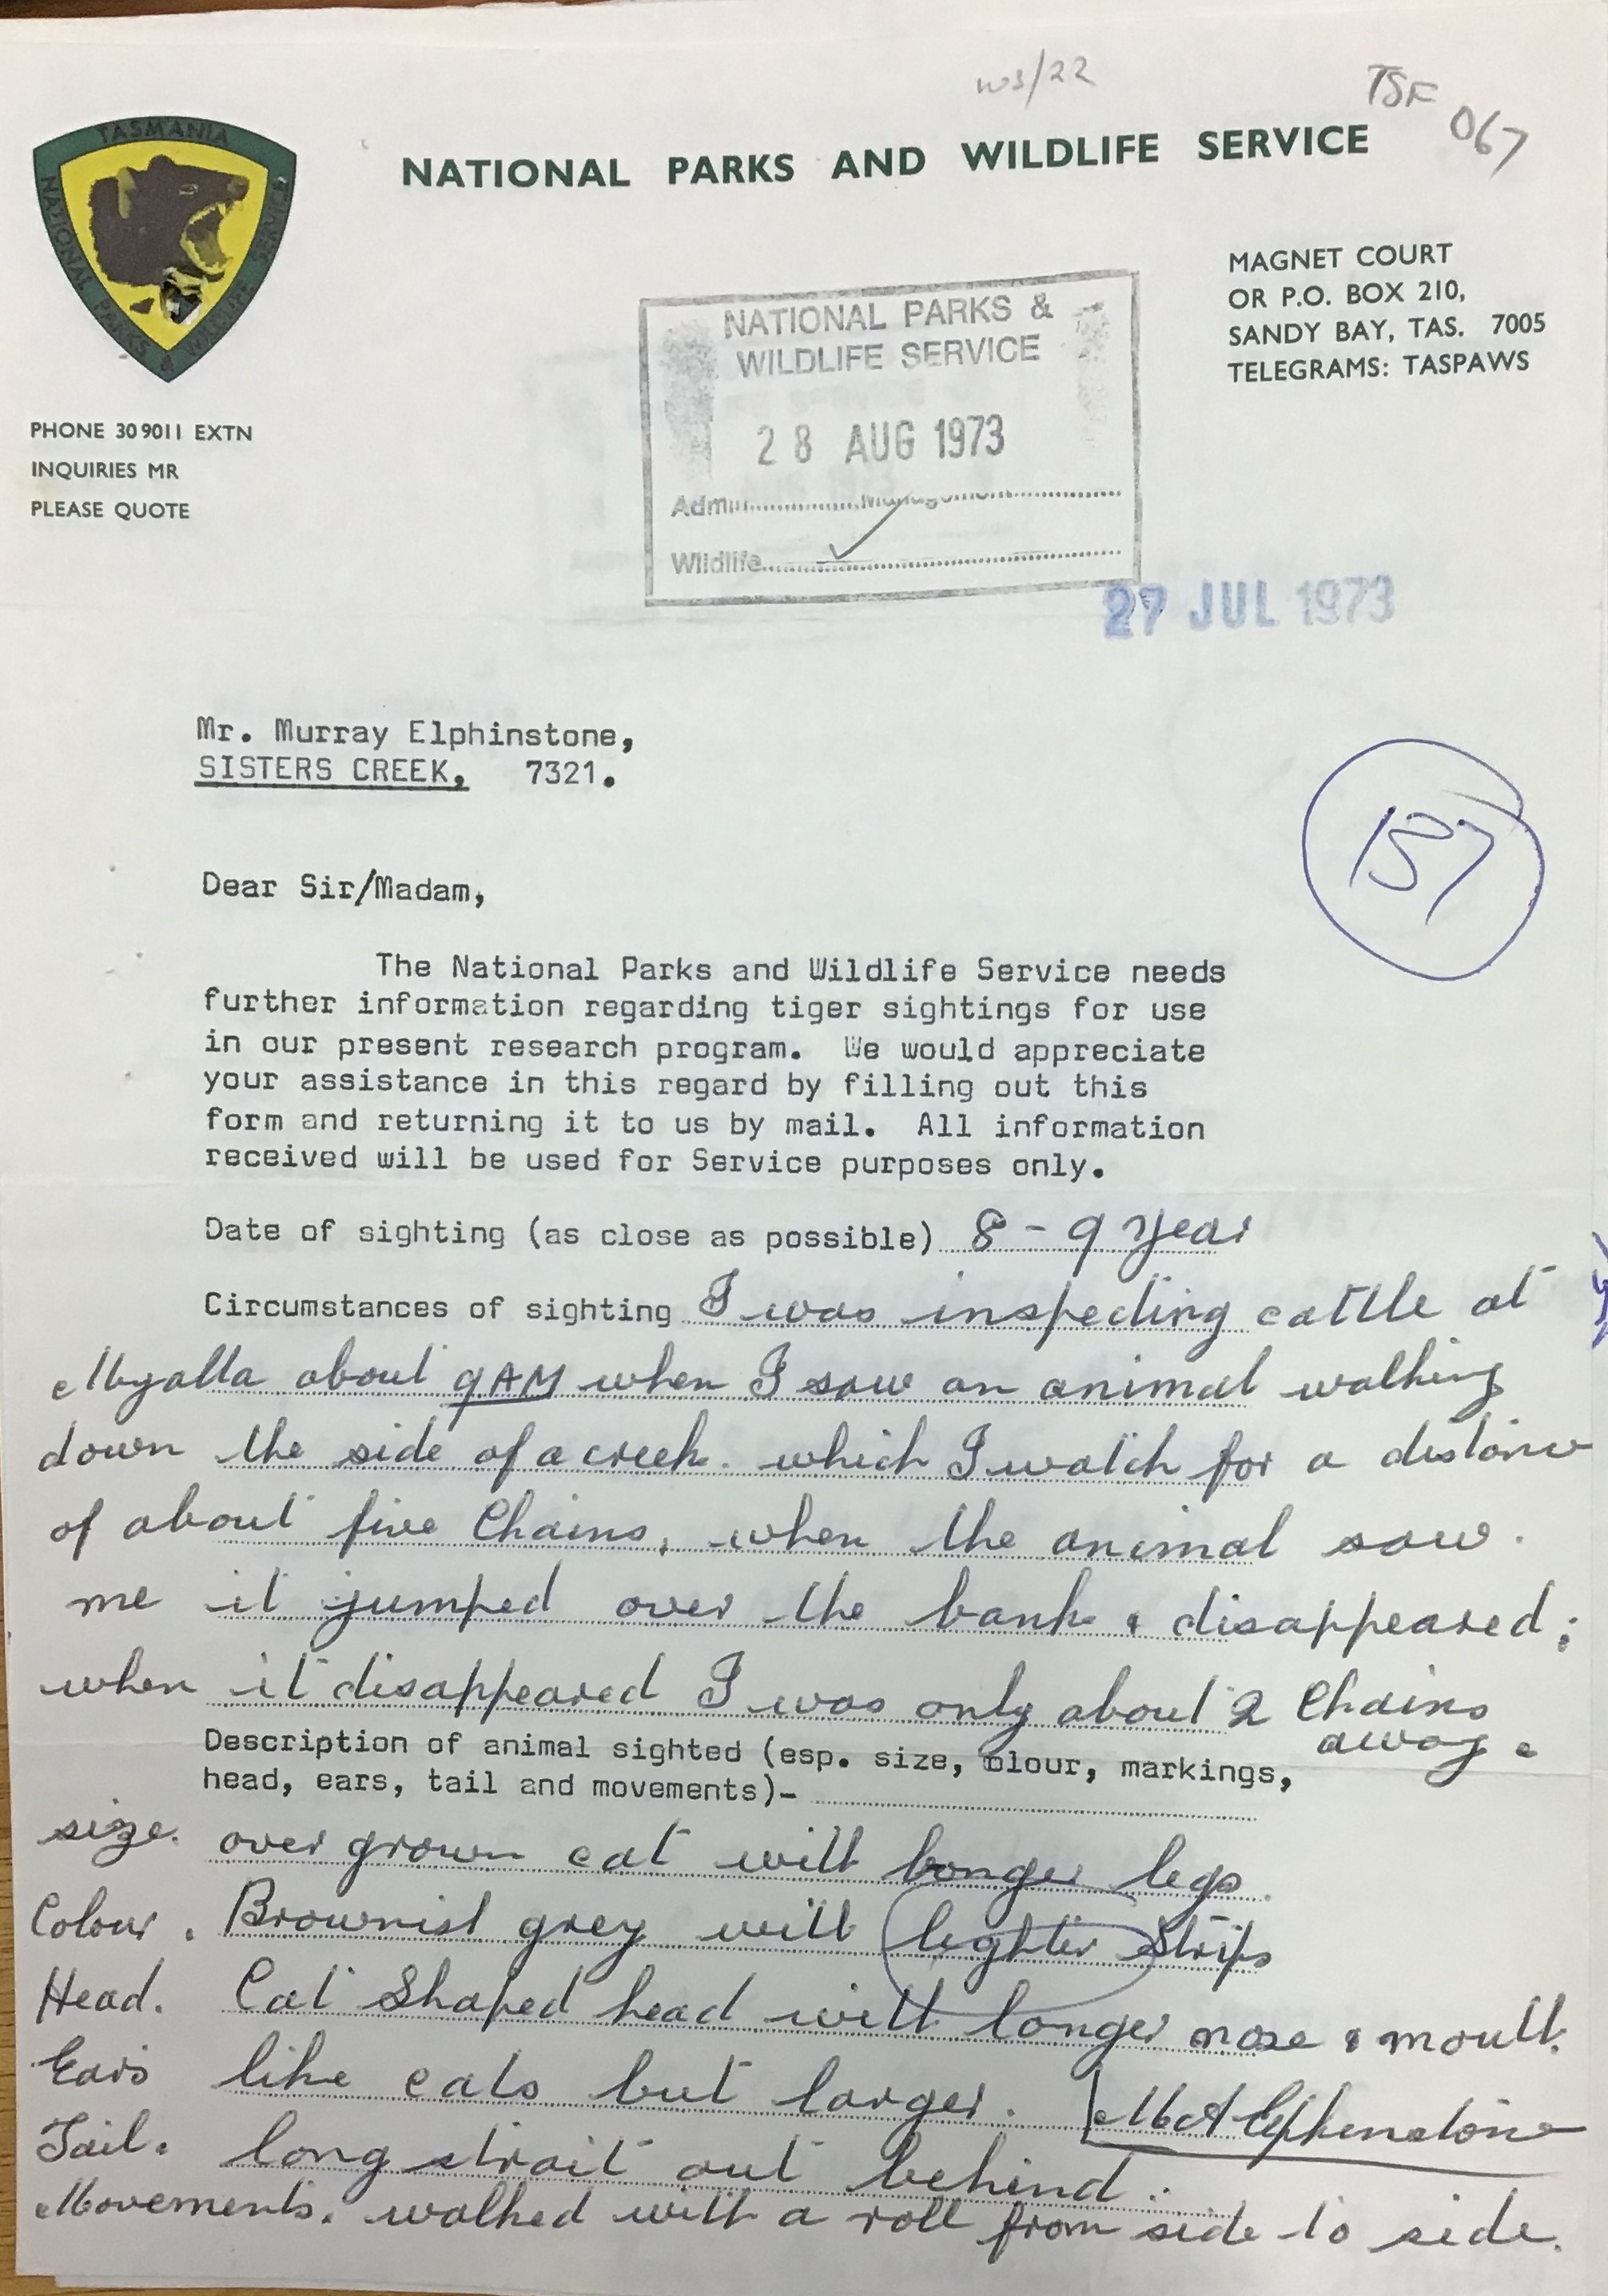 ws/22
TSF
067
TASMANIA
NATIONAL PARKS & WILDLIFE SERVICE
NATIONAL PARKS AND WILDLIFE SERVICE
MAGNET COURT
OR P.O. BOX 210,
SANDY BAY, TAS. 7005
TELEGRAMS: TASPAWS
PHONE 30 9011 EXTN
INQUIRIES MR
PLEASE QUOTE
NATIONAL PARKS &
WILDLIFE SERVICE
28 AUG 1973
Admin Management
Wildlife
27 JUL 1973
Mr. Murray Elphinstone,
SISTERS CREEK, 7321.
157
Dear Sir/Madam,
The National Parks and Wildlife Service needs
further information regarding tiger sightings for use
in our present research program. We would appreciate
your assistance in this regard by filling out this
form and returning it to us by mail. All information
received will be used for Service purposes only.
Date of sighting (as close as possible) 8 - 9 year
Circumstances of sighting I was inspecting cattle at
Myalla about 9AM when I saw an animal walking
down the side of a creek. which I watch for a distance
of about five Chains, when the animal saw.
me it jumped over the bank & disappeared;
when it disappeared I was only about 2 Chains
away.
Description of animal sighted (esp. size, olour, markings,
head, ears, tail and movements)-
size. over grown cat with longer legs.
Colour. Brownist grey with lighter Strips
Head. Cat Shaped head with longer nose & mouth.
Ears like cats but larger. M A Elphinstone
Tail. long strait out behind.
Movements. walked with a roll from side to side.